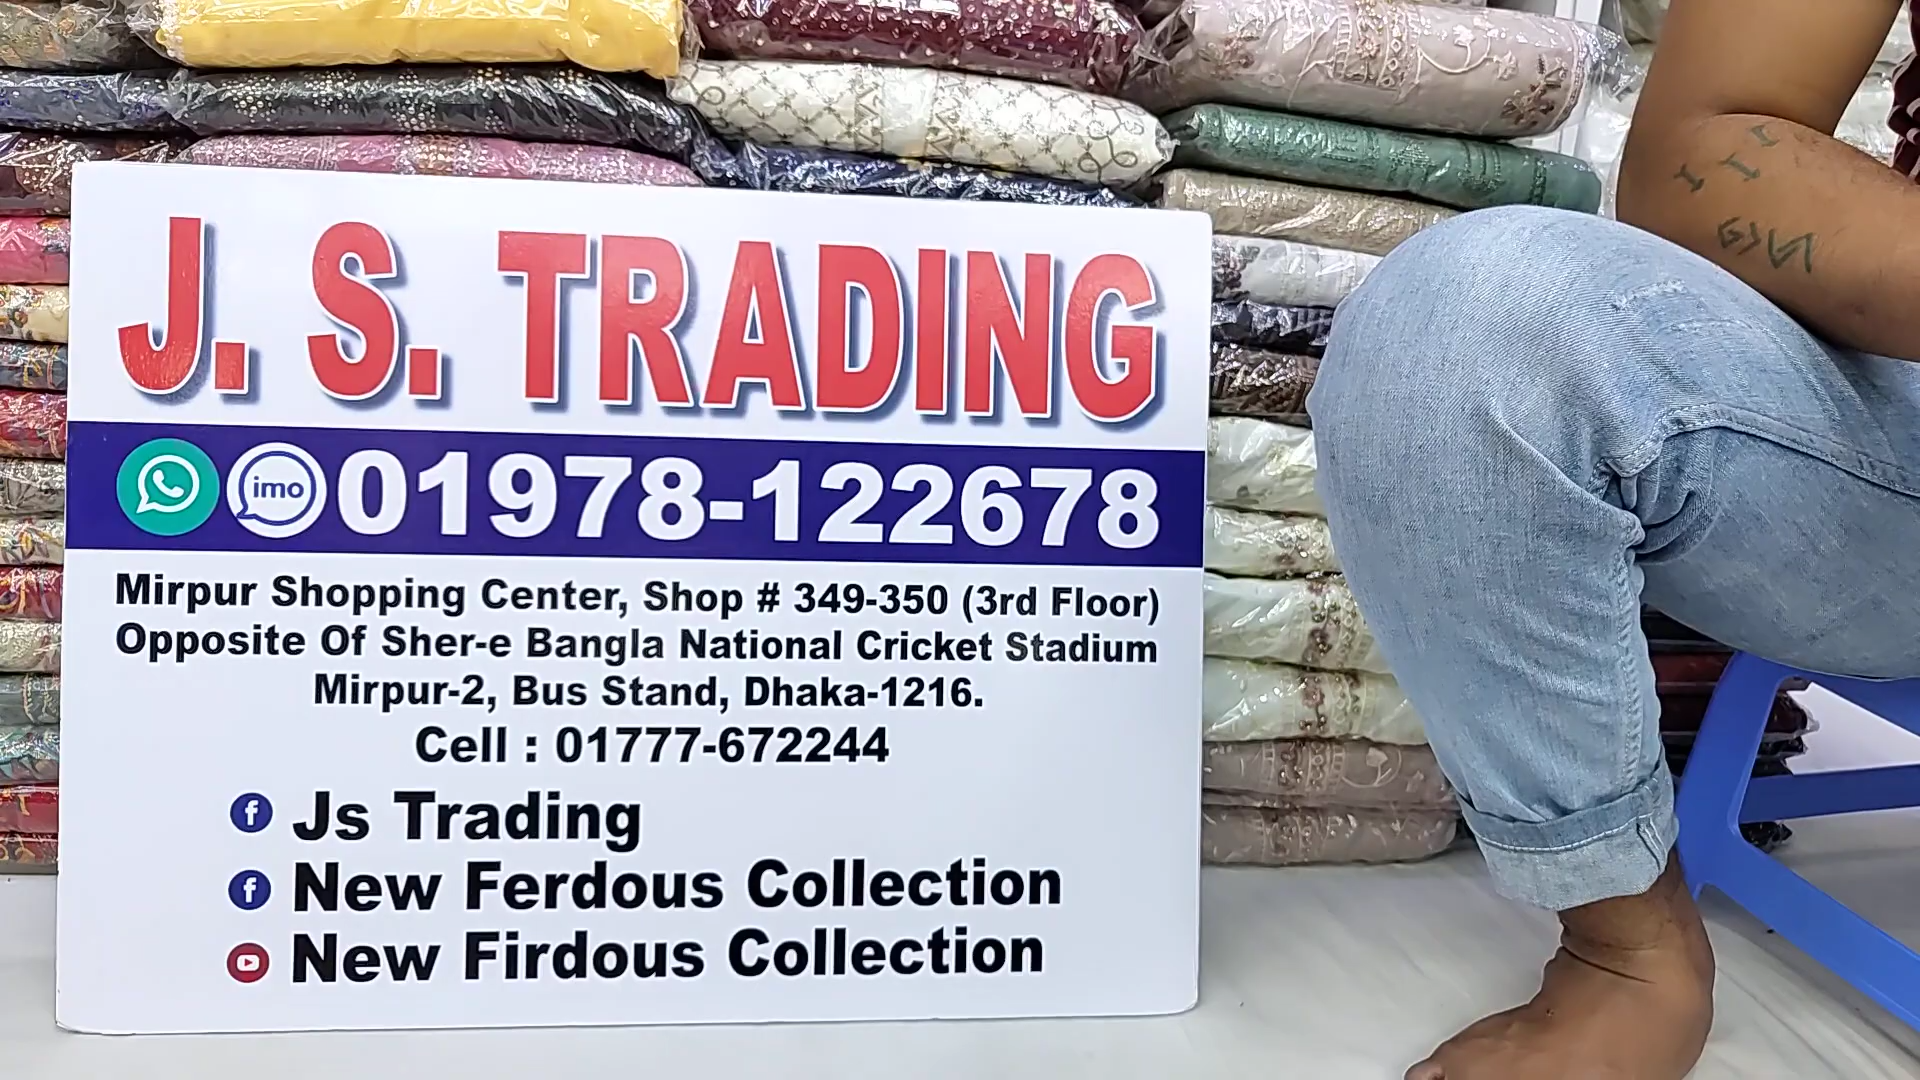 J. S. TRADING
imo 01978-122678
Mirpur Shopping Center, Shop # 349-350 (3rd Floor)
Opposite Of Sher-e Bangla National Cricket Stadium
Mirpur-2, Bus Stand, Dhaka-1216.
Cell : 01777-672244
f Js Trading
f New Ferdous Collection
New Firdous Collection